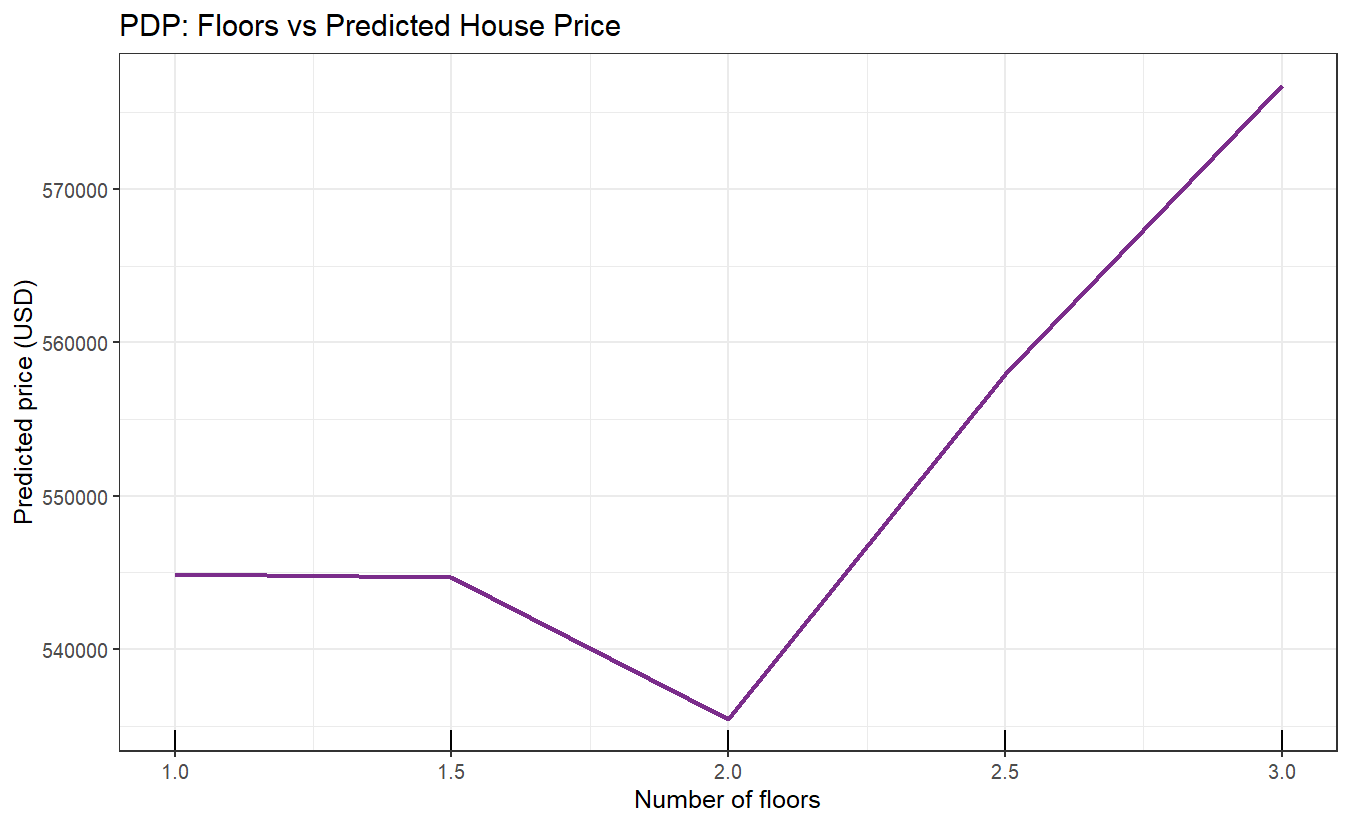 PDP: Floors vs Predicted House Price
570000
560000
550000
540000
Predicted price (USD)
1.0 1.5 2.0 2.5 3.0
Number of floors